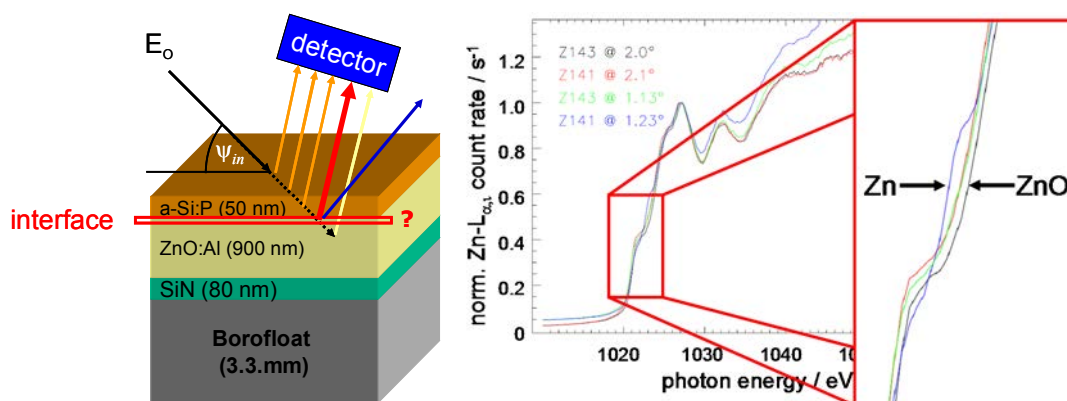 E₀
detector
Ψin
interface
a-Si:P (50 nm)
?
ZnO:Al (900 nm)
SiN (80 nm)
Borofloat
(3.3.mm)
norm. Zn-Lα,ι count rate / s⁻¹
1.2
1.0
0.8
0.6
0.4
0.2
0
Z143 @ 2.0°
Z141 @ 2.1°
Z143 @ 1.13°
Z141 @ 1.23°
1020
1030
1040
photon energy / eV
Zn
ZnO